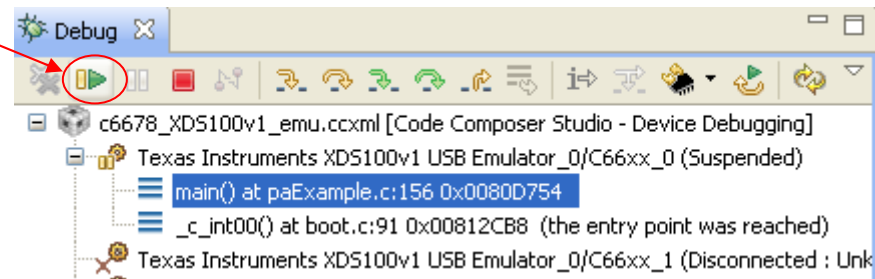 Debug
c6678_XDS100v1_emu.ccxml [Code Composer Studio - Device Debugging]
Texas Instruments XDS100v1 USB Emulator_0/C66xx_0 (Suspended)
main() at paExample.c:156 0x0080D754
_c_int00() at boot.c:91 0x00812CB8 (the entry point was reached)
Texas Instruments XDS100v1 USB Emulator_0/C66xx_1 (Disconnected : Unk